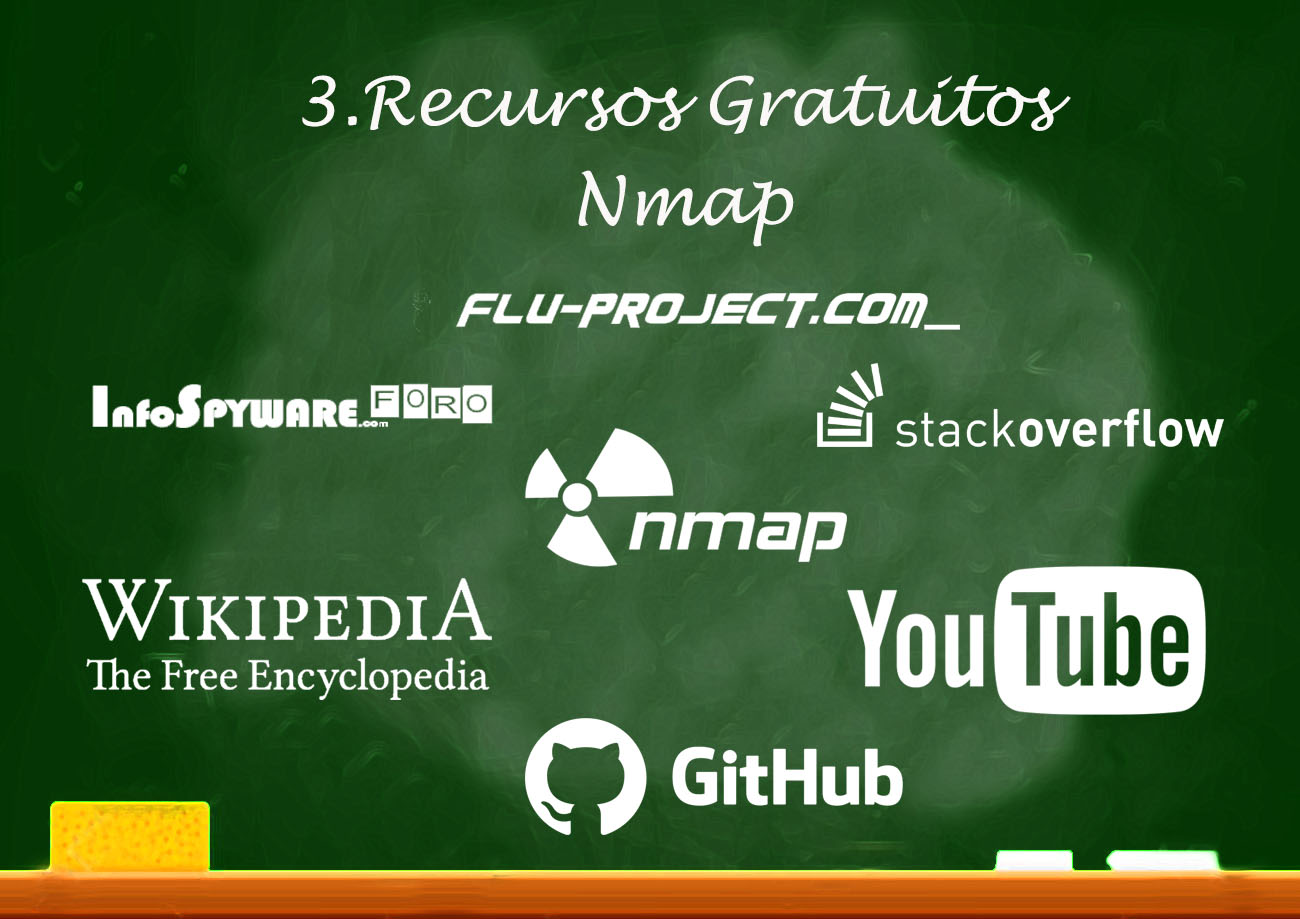 3.Recursos Gratuitos
Nmap
FLU-PROJECT.COM_
INFOSPYWARE.com FORO
stackoverflow
nmap
WIKIPEDIA
The Free Encyclopedia
YouTube
GitHub